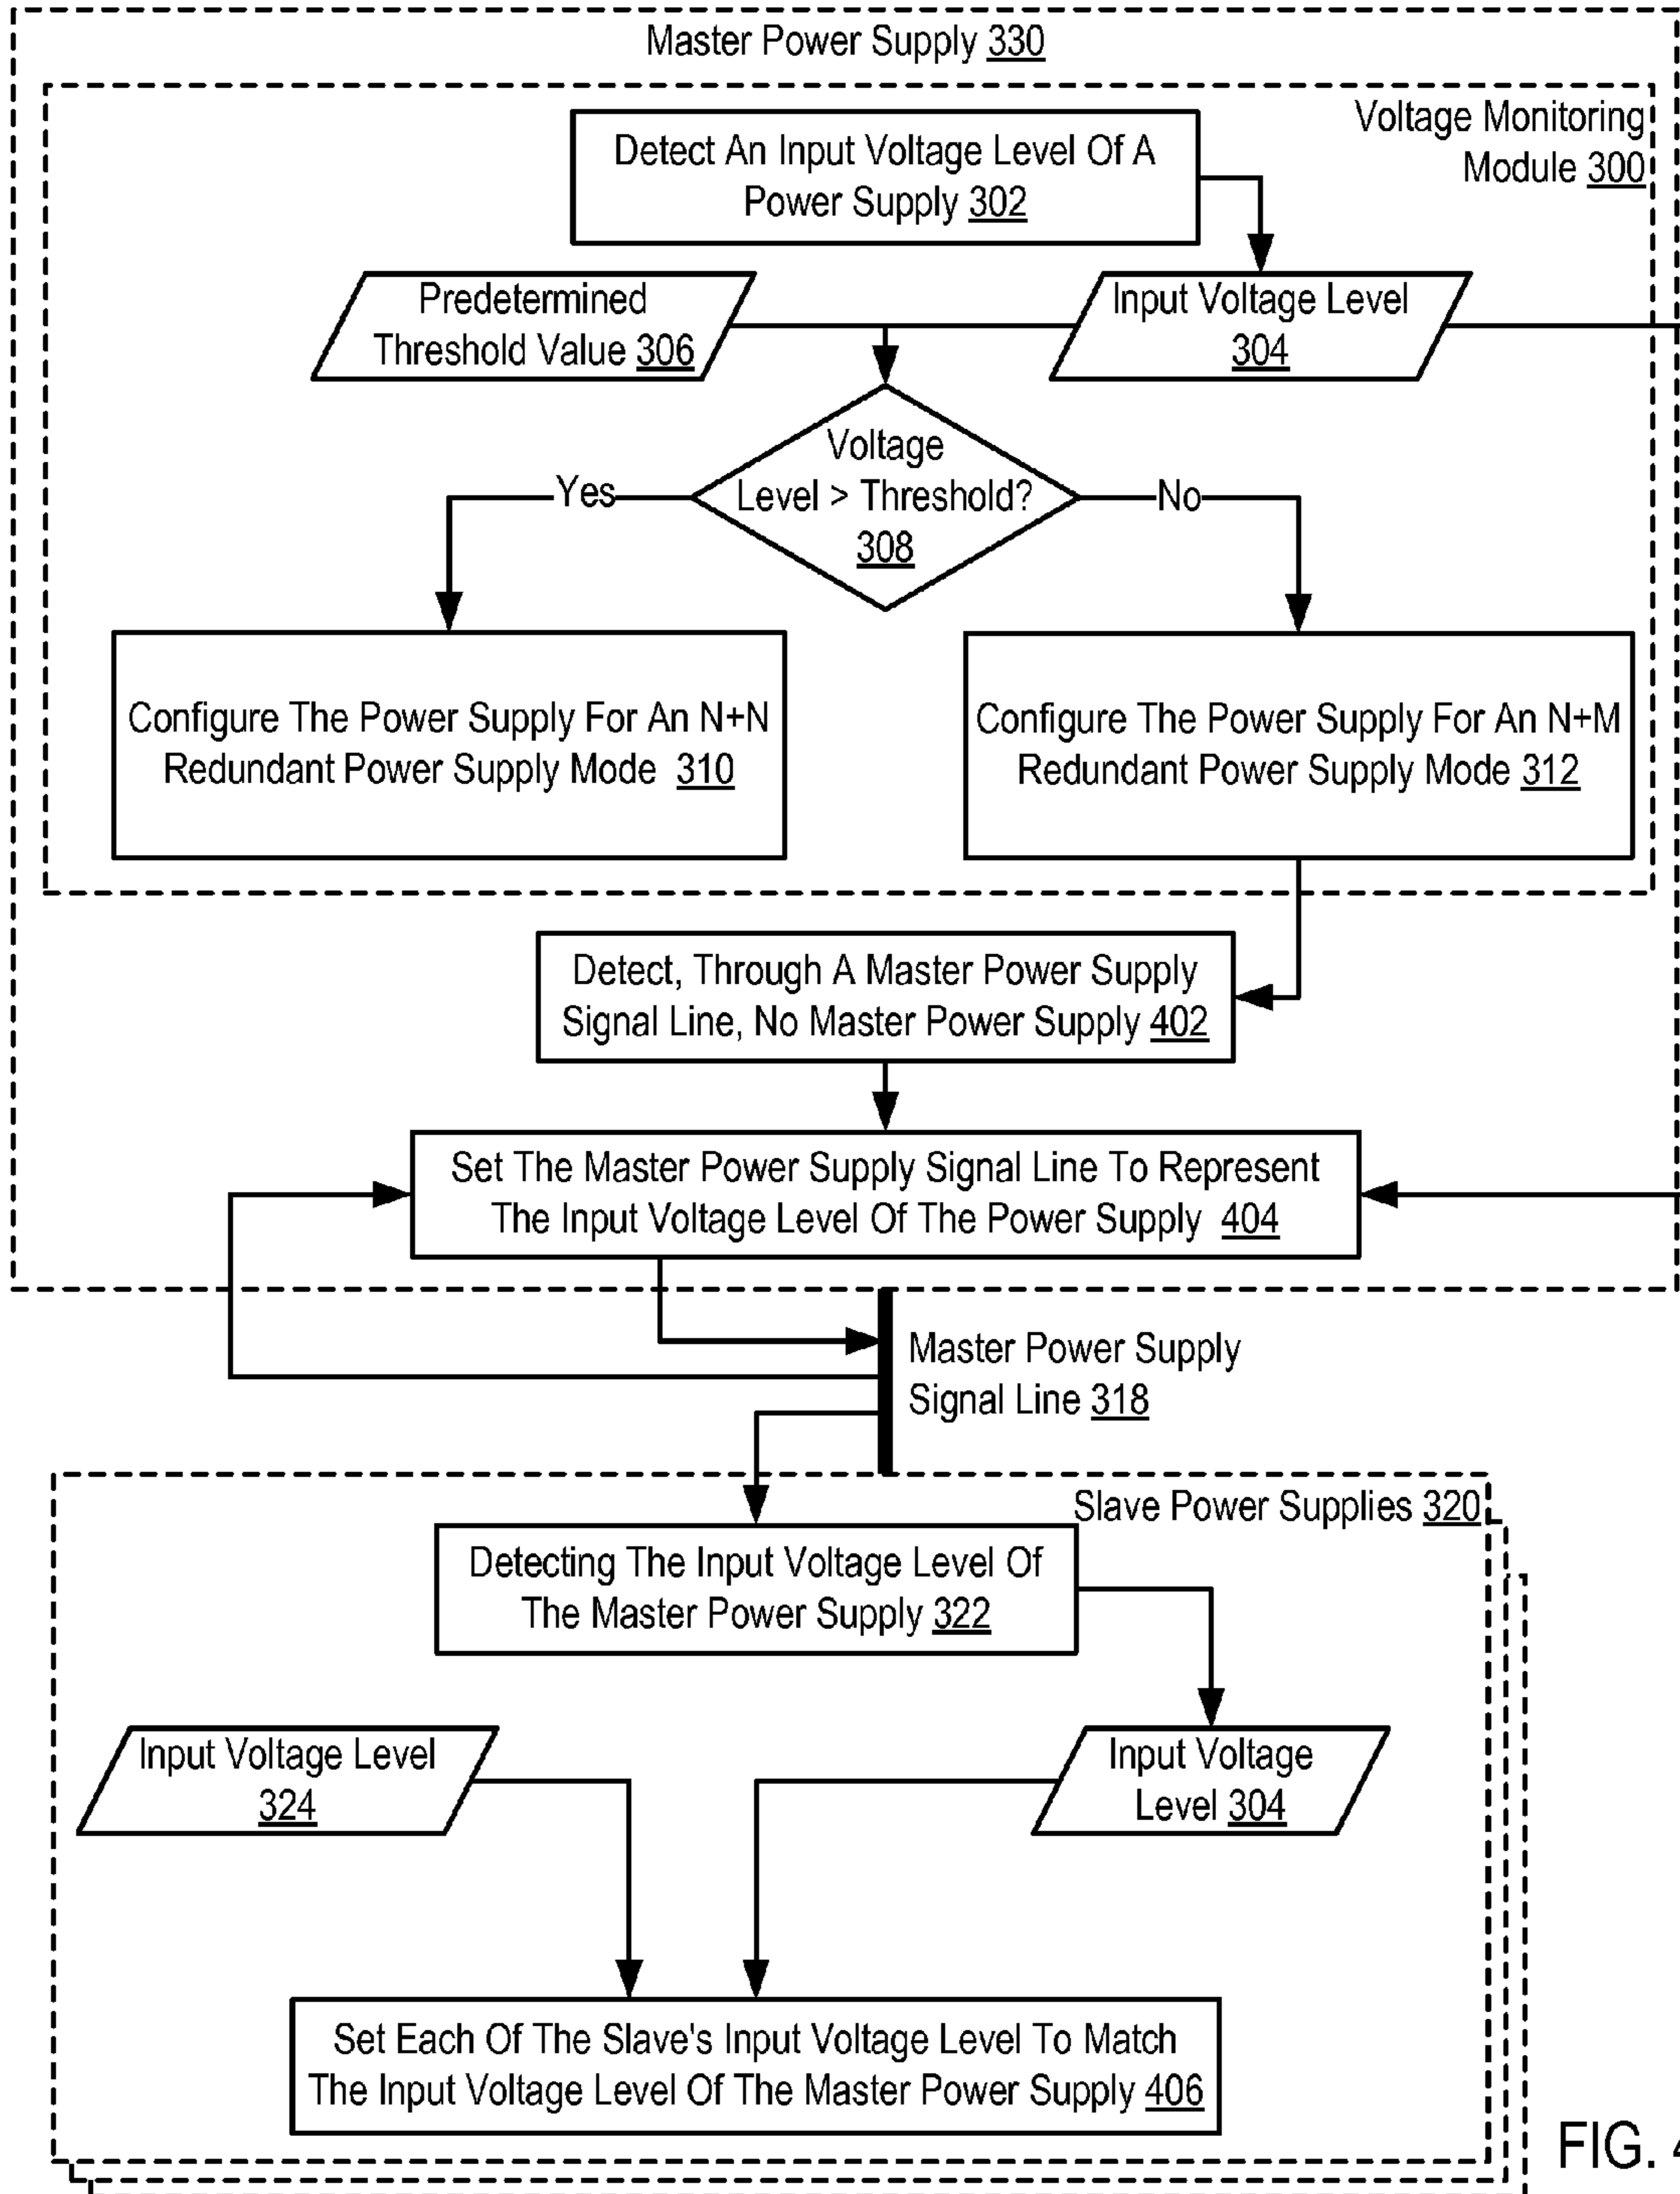 Master Power Supply 330
Voltage Monitoring
Module 300
Detect An Input Voltage Level Of A
Power Supply 302
Predetermined
Threshold Value 306
Input Voltage Level
304
Voltage
Level > Threshold?
308
Yes
No
Configure The Power Supply For An N+N
Redundant Power Supply Mode 310
Configure The Power Supply For An N+M
Redundant Power Supply Mode 312
Detect, Through A Master Power Supply
Signal Line, No Master Power Supply 402
Set The Master Power Supply Signal Line To Represent
The Input Voltage Level Of The Power Supply 404
Master Power Supply
Signal Line 318
Slave Power Supplies 320
Detecting The Input Voltage Level Of
The Master Power Supply 322
Input Voltage Level
324
Input Voltage
Level 304
Set Each Of The Slave's Input Voltage Level To Match
The Input Voltage Level Of The Master Power Supply 406
FIG. 4